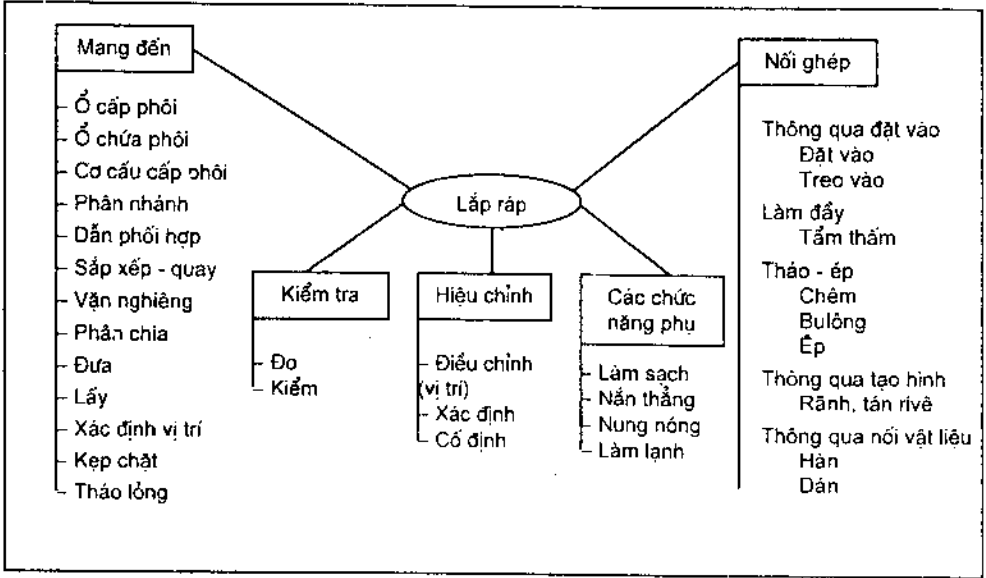 Mang đến
– Ổ cấp phôi
– Ổ chứa phôi
– Cơ cấu cấp phôi
– Phân nhánh
– Dẫn phối hợp
– Sắp xếp - quay
– Vặn nghiêng
– Phân chia
– Đưa
– Lấy
– Xác định vị trí
– Kẹp chặt
– Tháo lỏng
Lắp ráp
Kiểm tra
– Đo
– Kiểm
Hiệu chỉnh
– Điều chỉnh
(vị trí)
– Xác định
– Cố định
Các chức
năng phụ
– Làm sạch
– Nắn thẳng
– Nung nóng
– Làm lạnh
Nối ghép
Thông qua đặt vào
Đặt vào
Treo vào
Làm đầy
Tẩm thấm
Tháo - ép
Chêm
Bulông
Ép
Thông qua tạo hình
Rãnh, tán rivê
Thông qua nối vật liệu
Hàn
Dán